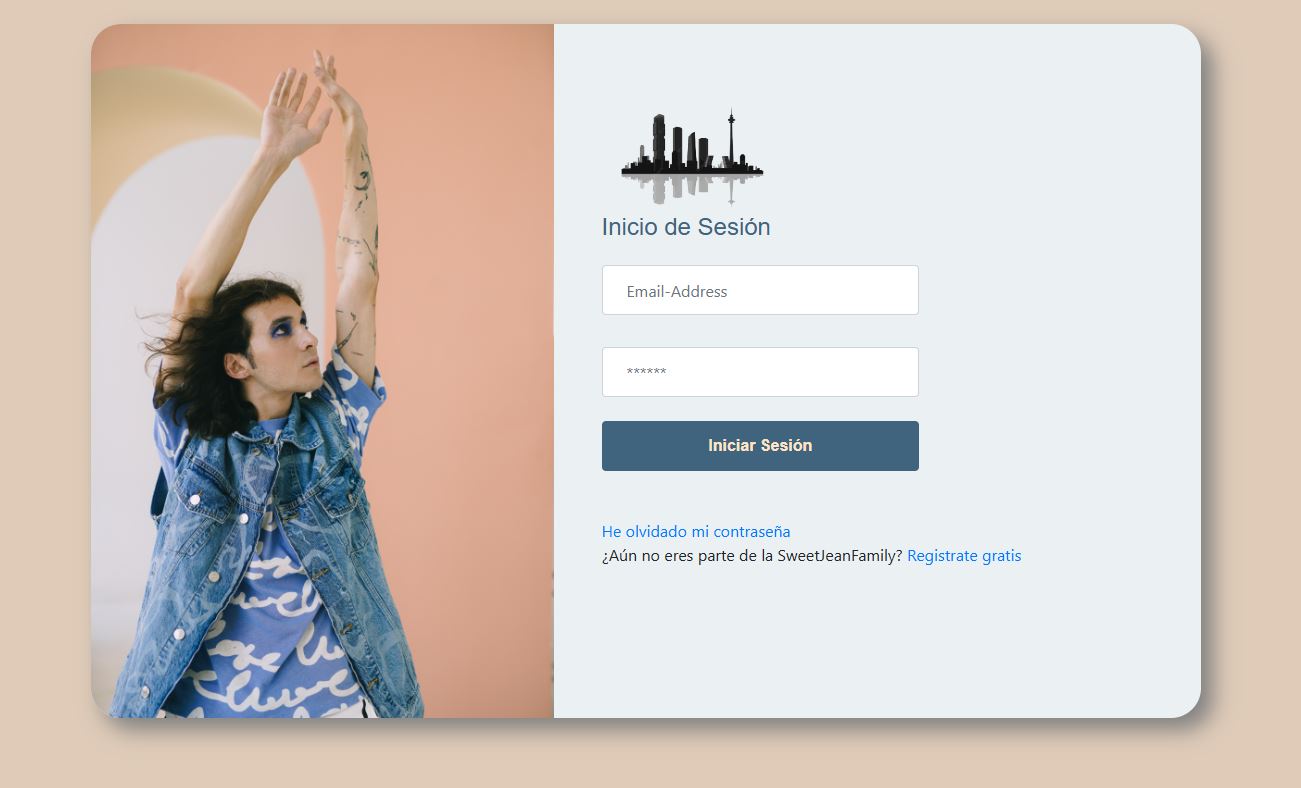 Inicio de Sesión
Email-Address
******
Iniciar Sesión
He olvidado mi contraseña
¿Aún no eres parte de la SweetJeanFamily? Registrate gratis